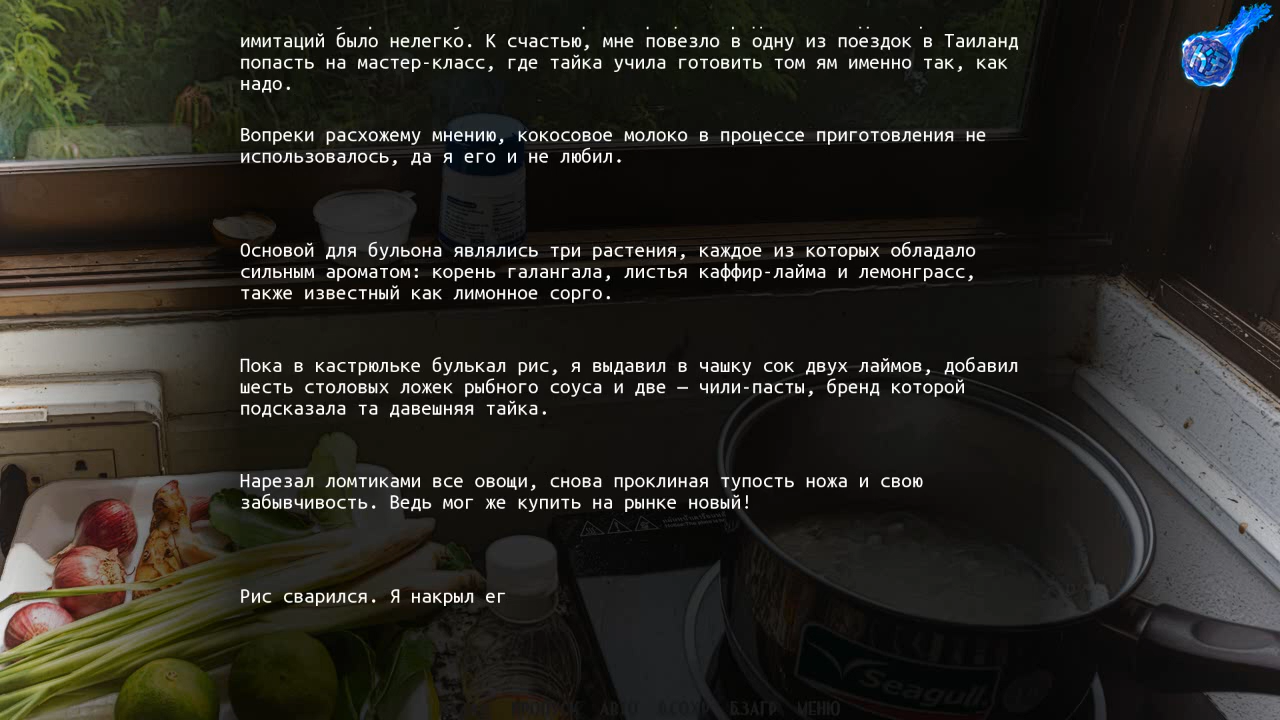 имитаций было нелегко. К счастью, мне повезло в одну из поездок в Таиланд
попасть на мастер-класс, где тайка учила готовить том ям именно так, как
надо.
Вопреки расхожему мнению, кокосовое молоко в процессе приготовления не
использовалось, да я его и не любил.
Основой для бульона являлись три растения, каждое из которых обладало
сильным ароматом: корень галангала, листья каффир-лайма и лемонграсс,
также известный как лимонное сорго.
Пока в кастрюльке булькал рис, я выдавил в чашку сок двух лаймов, добавил
шесть столовых ложек рыбного соуса и две — чили-пасты, бренд которой
подсказала та давешняя тайка.
Нарезал ломтиками все овощи, снова проклиная тупость ножа и свою
забывчивость. Ведь мог же купить на рынке новый!
Рис сварился. Я накрыл ег
Seagull
АВТО Б.СОХР Б.ЗАГР МЕНЮ